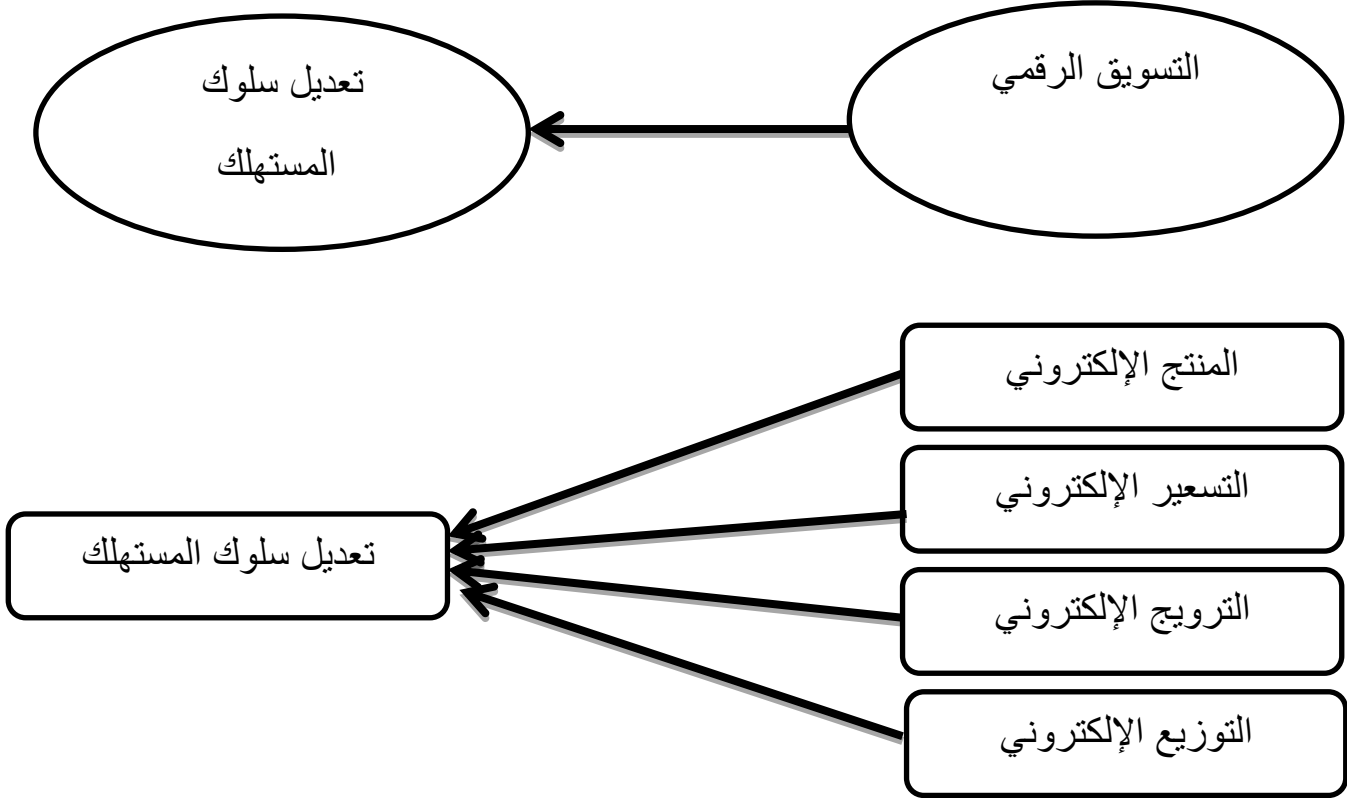 التسويق الرقمي
تعديل سلوك
المستهلك
المنتج الإلكتروني
التسعير الإلكتروني
الترويج الإلكتروني
التوزيع الإلكتروني
تعديل سلوك المستهلك